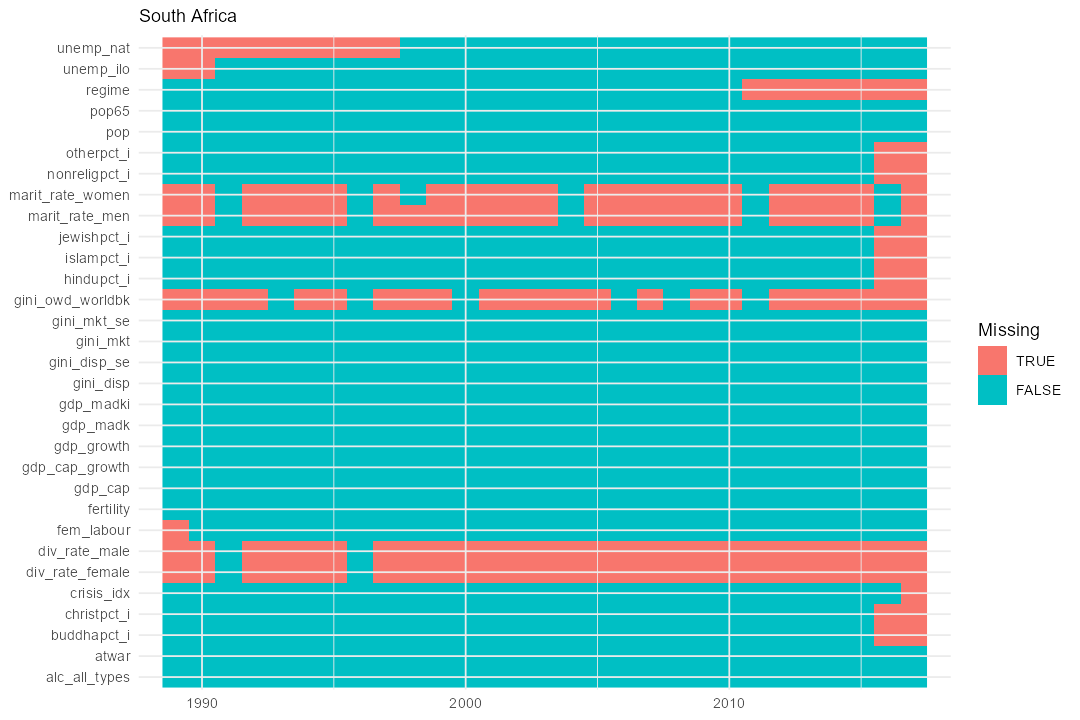 South Africa
unemp_nat
unemp_ilo
regime
pop65
pop
otherpct_i
nonreligpct_i
marit_rate_women
marit_rate_men
jewishpct_i
islampct_i
hindupct_i
gini_owd_worldbk
gini_mkt_se
gini_mkt
gini_disp_se
gini_disp
gdp_madki
gdp_madk
gdp_growth
gdp_cap_growth
gdp_cap
fertility
fem_labour
div_rate_male
div_rate_female
crisis_idx
christpct_i
buddhapct_i
atwar
alc_all_types
1990 2000 2010
Missing
TRUE
FALSE